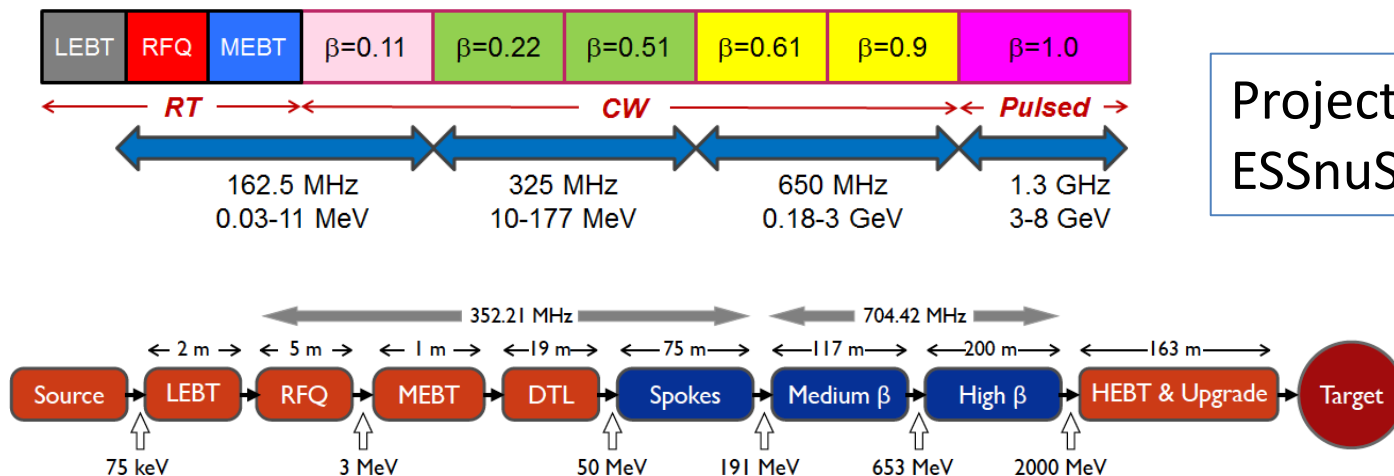 LEBT RFQ MEBT β=0.11 β=0.22 β=0.51 β=0.61 β=0.9 β=1.0
RT CW Pulsed
162.5 MHz 325 MHz 650 MHz 1.3 GHz
0.03-11 MeV 10-177 MeV 0.18-3 GeV 3-8 GeV
Project
ESSnuS
352.21 MHz 704.42 MHz
2 m 5 m 1 m 19 m 75 m 117 m 200 m 163 m
Source LEBT RFQ MEBT DTL Spokes Medium β High β HEBT & Upgrade Target
75 keV 3 MeV 50 MeV 191 MeV 653 MeV 2000 MeV